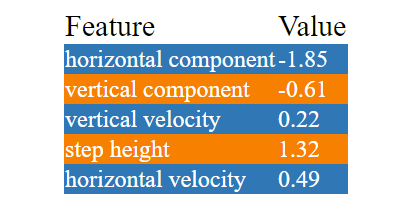 Feature Value
horizontal component -1.85
vertical component -0.61
vertical velocity 0.22
step height 1.32
horizontal velocity 0.49